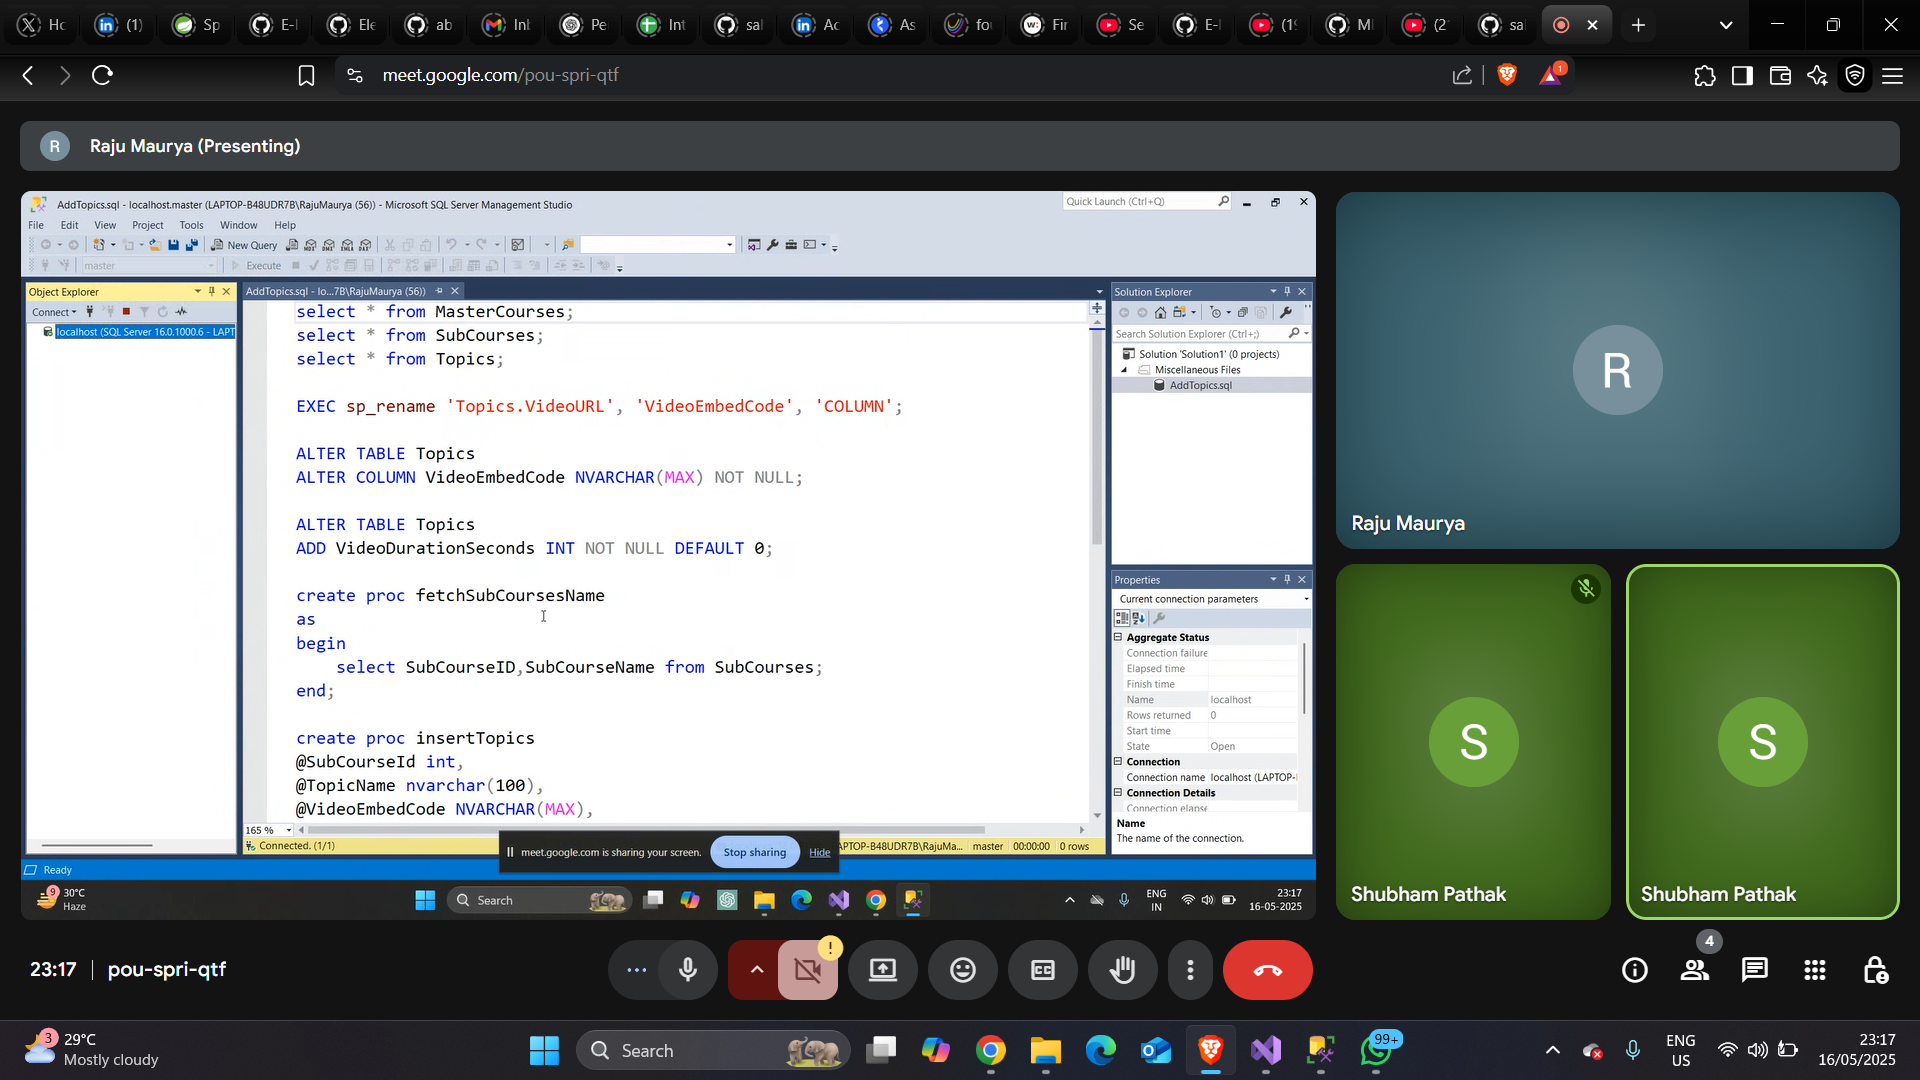 Hc
(1)
Sp
E-l
Ele
ab
Int
Pe
Int
sal
Ac
As
fo
Fir
Se
E-l
(19
MI
(2
sa
meet.google.com/pou-spri-qtf
1
R
Raju Maurya (Presenting)
AddTopics.sql - localhost.master (LAPTOP-B48UDR7B\RajuMaurya (56)) - Microsoft SQL Server Management Studio
Quick Launch (Ctrl+Q)
File Edit View Project Tools Window Help
New Query
master
Execute
Object Explorer
Connect
localhost (SQL Server 16.0.1000.6 - LAPT
AddTopics.sql - lo...7B\RajuMaurya (56))
select * from MasterCourses;
select * from SubCourses;
select * from Topics;
EXEC sp_rename 'Topics.VideoURL', 'VideoEmbedCode', 'COLUMN';
ALTER TABLE Topics
ALTER COLUMN VideoEmbedCode NVARCHAR(MAX) NOT NULL;
ALTER TABLE Topics
ADD VideoDurationSeconds INT NOT NULL DEFAULT 0;
create proc fetchSubCoursesName
as
begin
select SubCourseID,SubCourseName from SubCourses;
end;
create proc insertTopics
@SubCourseId int,
@TopicName nvarchar(100),
@VideoEmbedCode NVARCHAR(MAX),
165 %
Connected. (1/1)
meet.google.com is sharing your screen.
Stop sharing
Hide
APTOP-B48UDR7B\RajuMa...
master
00:00:00
0 rows
Solution Explorer
Search Solution Explorer (Ctrl+;)
Solution 'Solution1' (0 projects)
Miscellaneous Files
AddTopics.sql
Properties
Current connection parameters
Aggregate Status
Connection failure
Elapsed time
Finish time
Name localhost
Rows returned 0
Start time
State Open
Connection
Connection name localhost (LAPTOP-
Connection Details
Connection elapse
Name
The name of the connection.
Ready
9
30°C
Haze
Search
ENG
IN
23:17
16-05-2025
R
Raju Maurya
S
Shubham Pathak
S
Shubham Pathak
23:17
pou-spri-qtf
!
CC
4
3
29°C
Mostly cloudy
Search
99+
ENG
US
23:17
16/05/2025